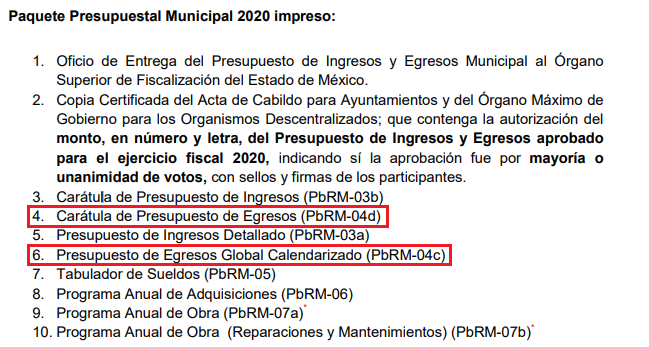 Paquete Presupuestal Municipal 2020 impreso:
1. Oficio de Entrega del Presupuesto de Ingresos y Egresos Municipal al Órgano
Superior de Fiscalización del Estado de México.
2. Copia Certificada del Acta de Cabildo para Ayuntamientos y del Órgano Máximo de
Gobierno para los Organismos Descentralizados; que contenga la autorización del
monto, en número y letra, del Presupuesto de Ingresos y Egresos aprobado
para el ejercicio fiscal 2020, indicando sí la aprobación fue por mayoría o
unanimidad de votos, con sellos y firmas de los participantes.
3. Carátula de Presupuesto de Ingresos (PbRM-03b)
4. Carátula de Presupuesto de Egresos (PbRM-04d)
5. Presupuesto de Ingresos Detallado (PbRM-03a)
6. Presupuesto de Egresos Global Calendarizado (PbRM-04c)
7. Tabulador de Sueldos (PbRM-05)
8. Programa Anual de Adquisiciones (PbRM-06)
9. Programa Anual de Obra (PbRM-07a)*
10. Programa Anual de Obra (Reparaciones y Mantenimientos) (PbRM-07b)*